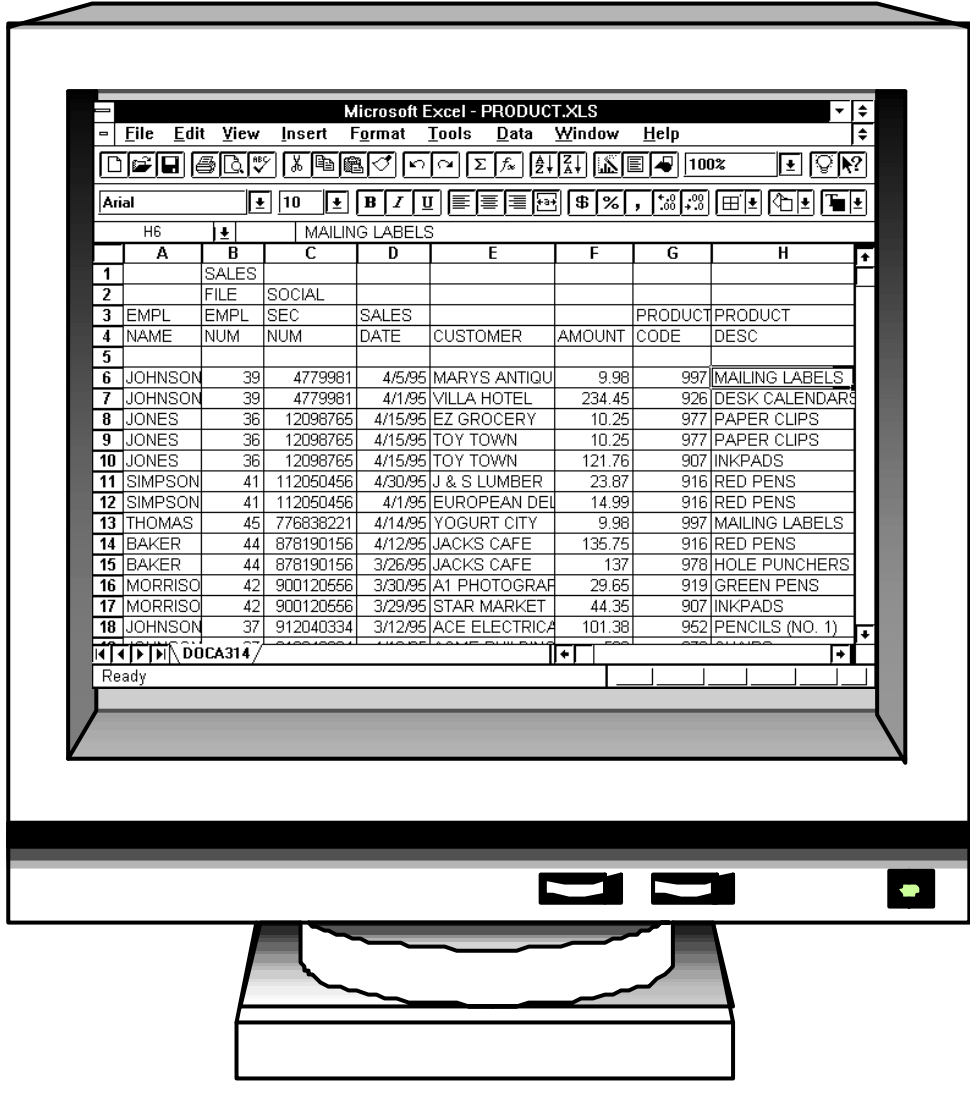 Microsoft Excel - PRODUCT.XLS
File Edit View Insert Format Tools Data Window Help
ABC Σ fx A Z Z A 100% ?
Arial 10 B I U a $ % , .00 .00 T
H6 MAILING LABELS
A B C D E F G H
1 SALES
2 FILE SOCIAL
3 EMPL EMPL SEC SALES PRODUCT PRODUCT
4 NAME NUM NUM DATE CUSTOMER AMOUNT CODE DESC
5
6 JOHNSON 39 4779981 4/5/95 MARYS ANTIQU 9.98 997 MAILING LABELS
7 JOHNSON 39 4779981 4/1/95 VILLA HOTEL 234.45 926 DESK CALENDARS
8 JONES 36 12098765 4/15/95 EZ GROCERY 10.25 977 PAPER CLIPS
9 JONES 36 12098765 4/15/95 TOY TOWN 10.25 977 PAPER CLIPS
10 JONES 36 12098765 4/15/95 TOY TOWN 121.76 907 INKPADS
11 SIMPSON 41 112050456 4/30/95 J & S LUMBER 23.87 916 RED PENS
12 SIMPSON 41 112050456 4/1/95 EUROPEAN DEL 14.99 916 RED PENS
13 THOMAS 45 776838221 4/14/95 YOGURT CITY 9.98 997 MAILING LABELS
14 BAKER 44 878190156 4/12/95 JACKS CAFE 135.75 916 RED PENS
15 BAKER 44 878190156 3/26/95 JACKS CAFE 137 978 HOLE PUNCHERS
16 MORRISO 42 900120556 3/30/95 A1 PHOTOGRAP 29.65 919 GREEN PENS
17 MORRISO 42 900120556 3/29/95 STAR MARKET 44.35 907 INKPADS
18 JOHNSON 37 912040334 3/12/95 ACE ELECTRICA 101.38 952 PENCILS (NO. 1)
DOCA314
Ready